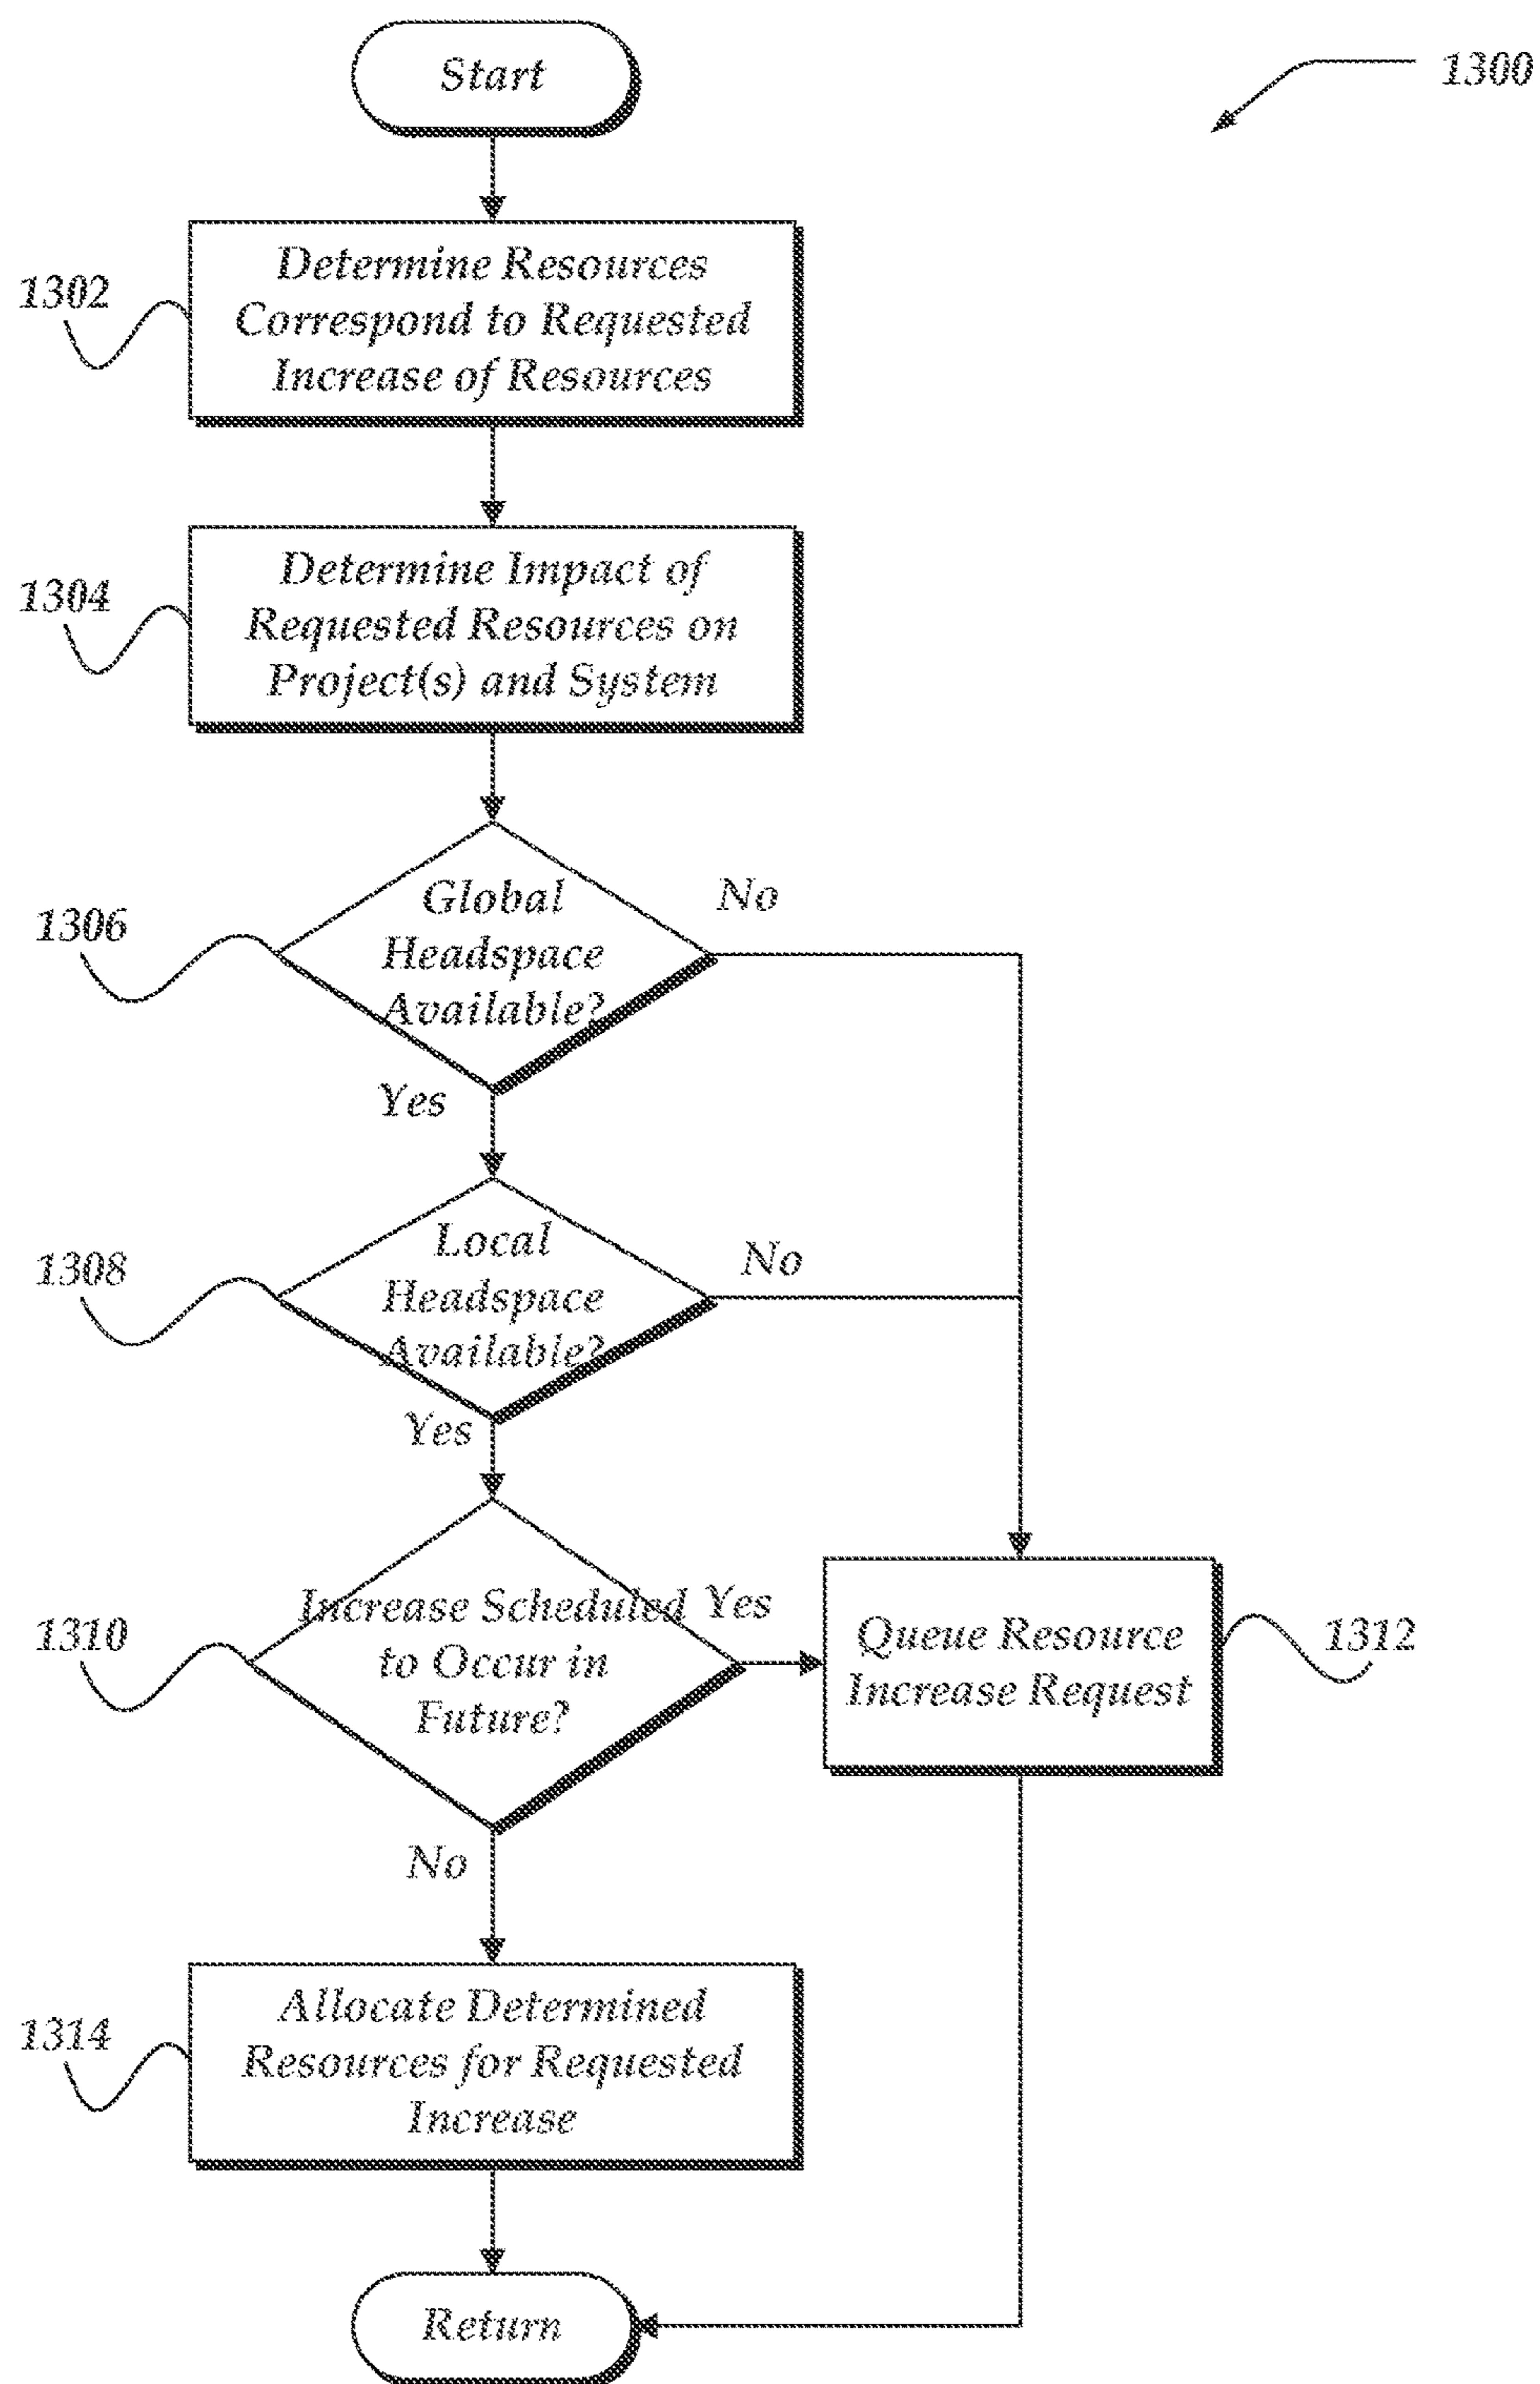 Start
1300
1302
Determine Resources
Correspond to Requested
Increase of Resources
1304
Determine Impact of
Requested Resources on
Project(s) and System
1306
Global
Headspace
Available?
No
Yes
1308
Local
Headspace
Available?
No
Yes
1310
Increase Scheduled
to Occur in
Future?
Yes
Queue Resource
Increase Request
1312
No
1314
Allocate Determined
Resources for Requested
Increase
Return